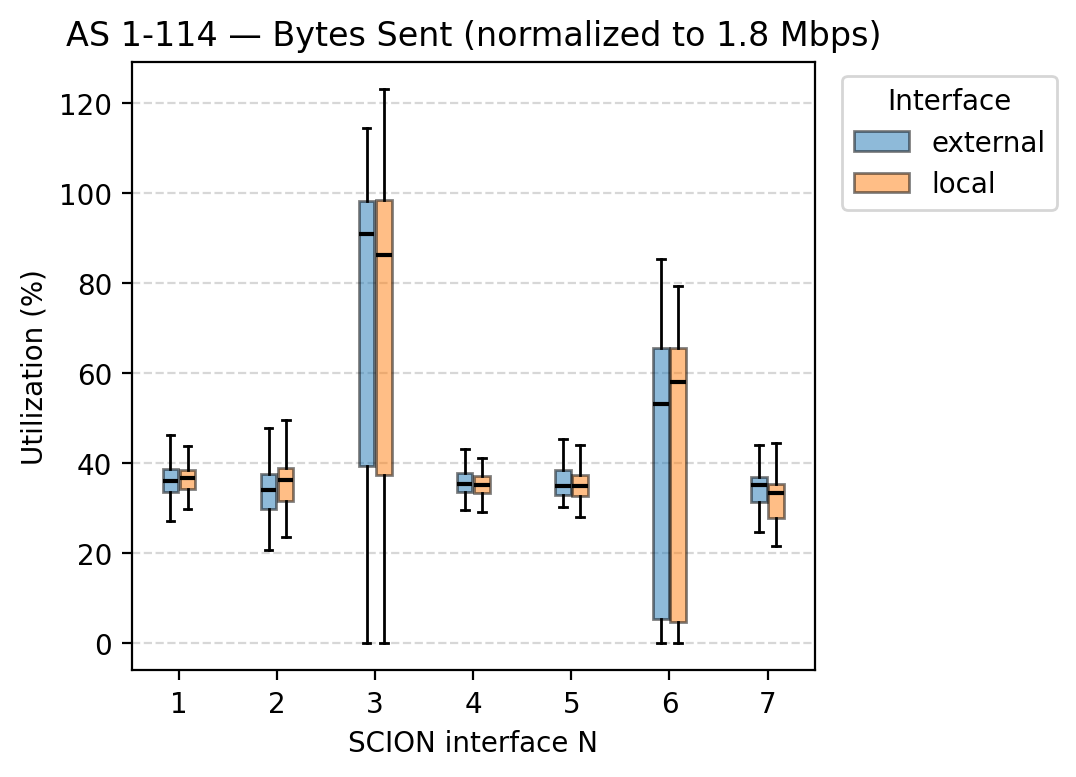 AS 1-114 — Bytes Sent (normalized to 1.8 Mbps)
Interface
external
local
Utilization (%)
120
100
80
60
40
20
0
1 2 3 4 5 6 7
SCION interface N